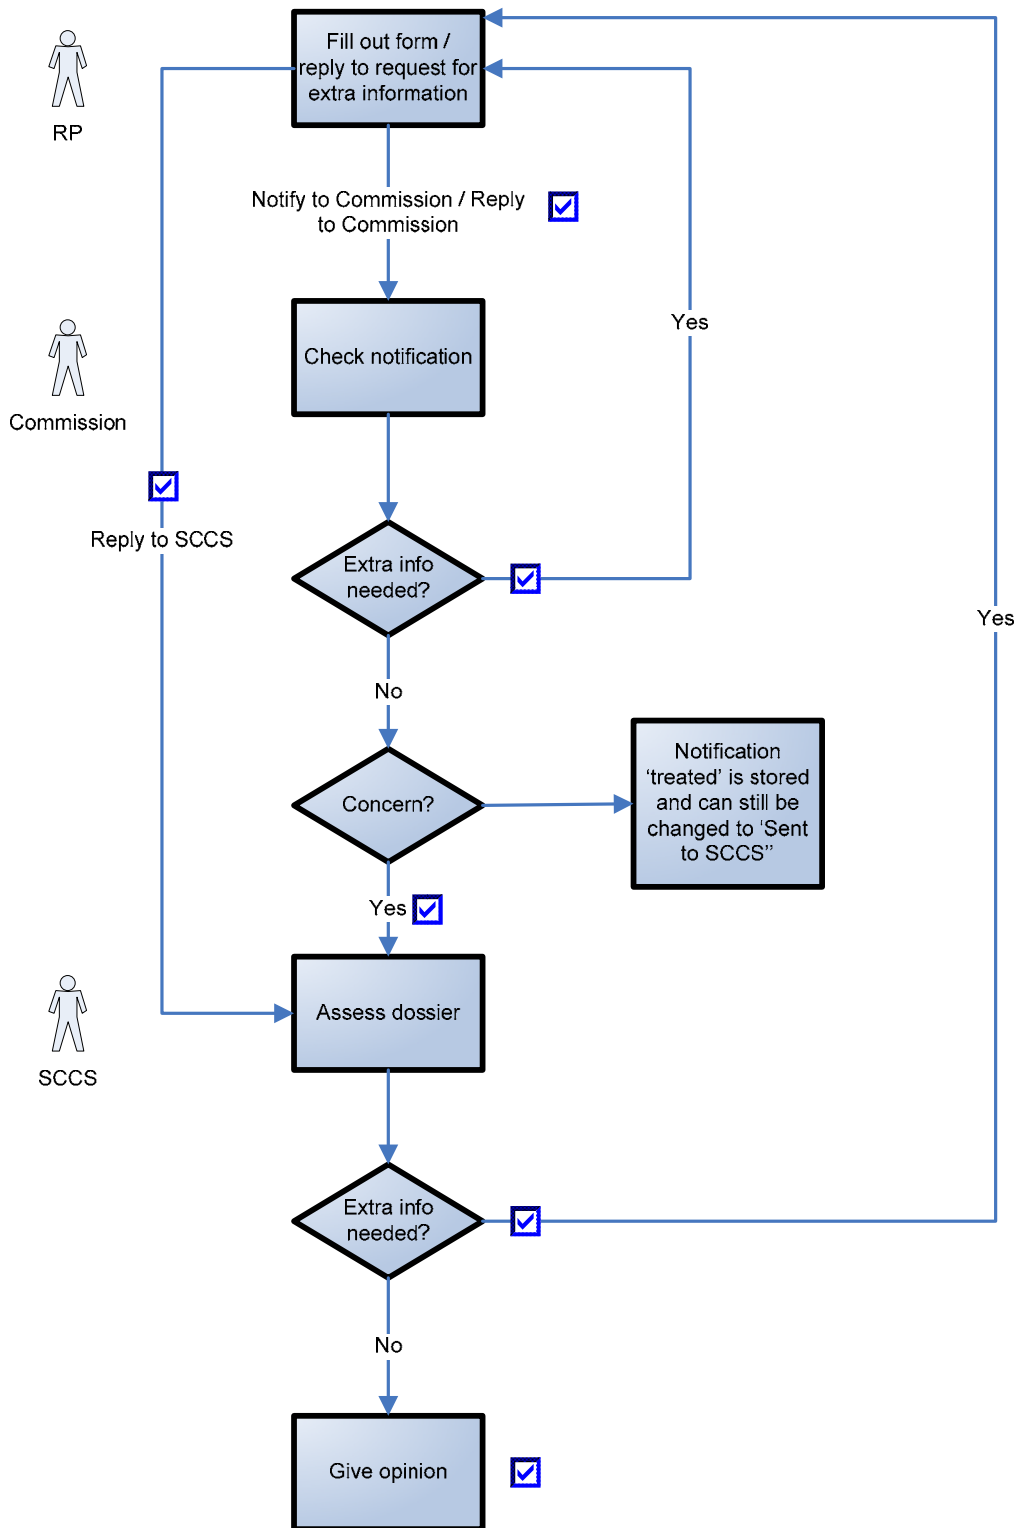 Fill out form /
reply to request for
extra information
RP
Notify to Commission / Reply
to Commission
Yes
Check notification
Commission
Reply to SCCS
Extra info
needed?
Yes
No
Notification
‘treated’ is stored
and can still be
changed to ‘Sent
to SCCS’’
Concern?
Yes
Assess dossier
SCCS
Extra info
needed?
No
Give opinion